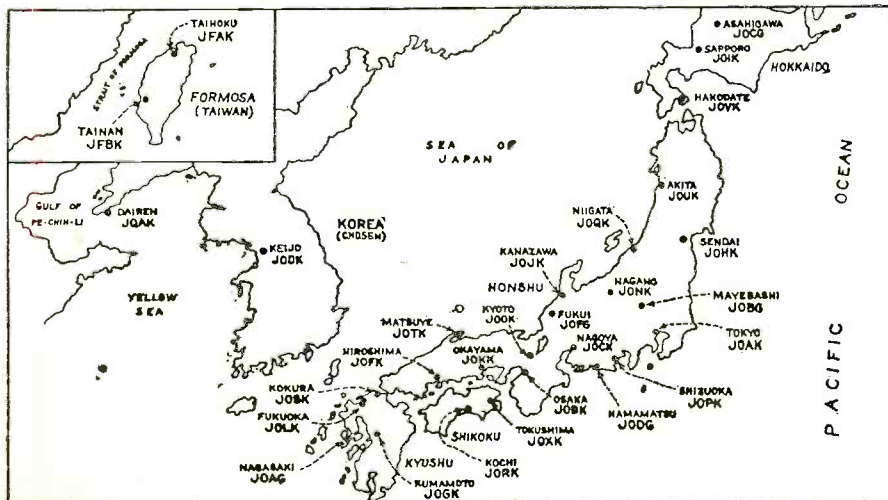 TAIHOKU
JFAK
STRAIT OF FORMOSA
FORMOSA
(TAIWAN)
TAINAN
JFBK
ASAHIGAWA
JOCG
SAPPORO
JOIK
HOKKAIDO
HAKODATE
JOVK
SEA OF
JAPAN
OCEAN
AKITA
JOUK
GULF OF
PE-CHIN-LI
DAIREN
JQAK
KOREA
(CHOSEN)
NIIGATA
JOQK
KEIJO
JODK
SENDAI
JOHK
KANAZAWA
JOJK
HONSHU
NAGANO
JONK
YELLOW
SEA
MAYEBASHI
JOBG
MATSUYE
JOTK
KYOTO
JOOK
FUKUI
JOFG
TOKYO
JOAK
HIROSHIMA
JOFK
OKAYAMA
JOKK
NAGOYA
JOCK
PACIFIC
KOKURA
JOSK
SHIZUOKA
JOPK
OSAKA
JOBK
HAMAMATSU
JODG
FUKUOKA
JOLK
TOKUSHIMA
JOXK
SHIKOKU
NAGASAKI
JOAG
KYUSHU
KOCHI
JORK
KUMAMOTO
JOGK